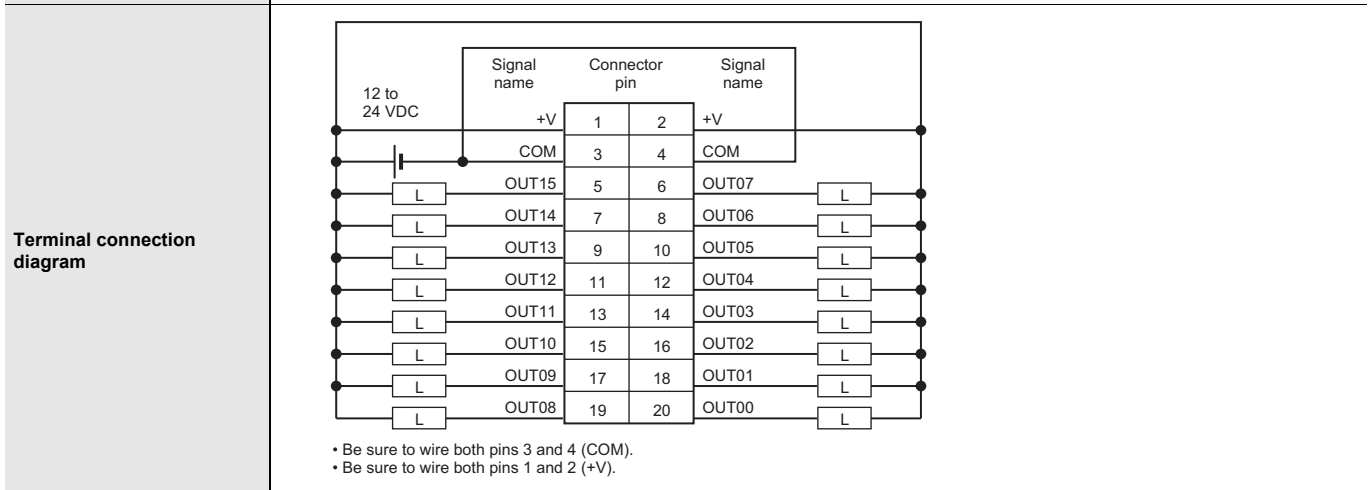 Terminal connection
diagram
Signal name Connector pin Signal name
12 to
24 VDC
+V 1 2 +V
COM 3 4 COM
L OUT15 5 6 OUT07 L
L OUT14 7 8 OUT06 L
L OUT13 9 10 OUT05 L
L OUT12 11 12 OUT04 L
L OUT11 13 14 OUT03 L
L OUT10 15 16 OUT02 L
L OUT09 17 18 OUT01 L
L OUT08 19 20 OUT00 L
• Be sure to wire both pins 3 and 4 (COM).
• Be sure to wire both pins 1 and 2 (+V).